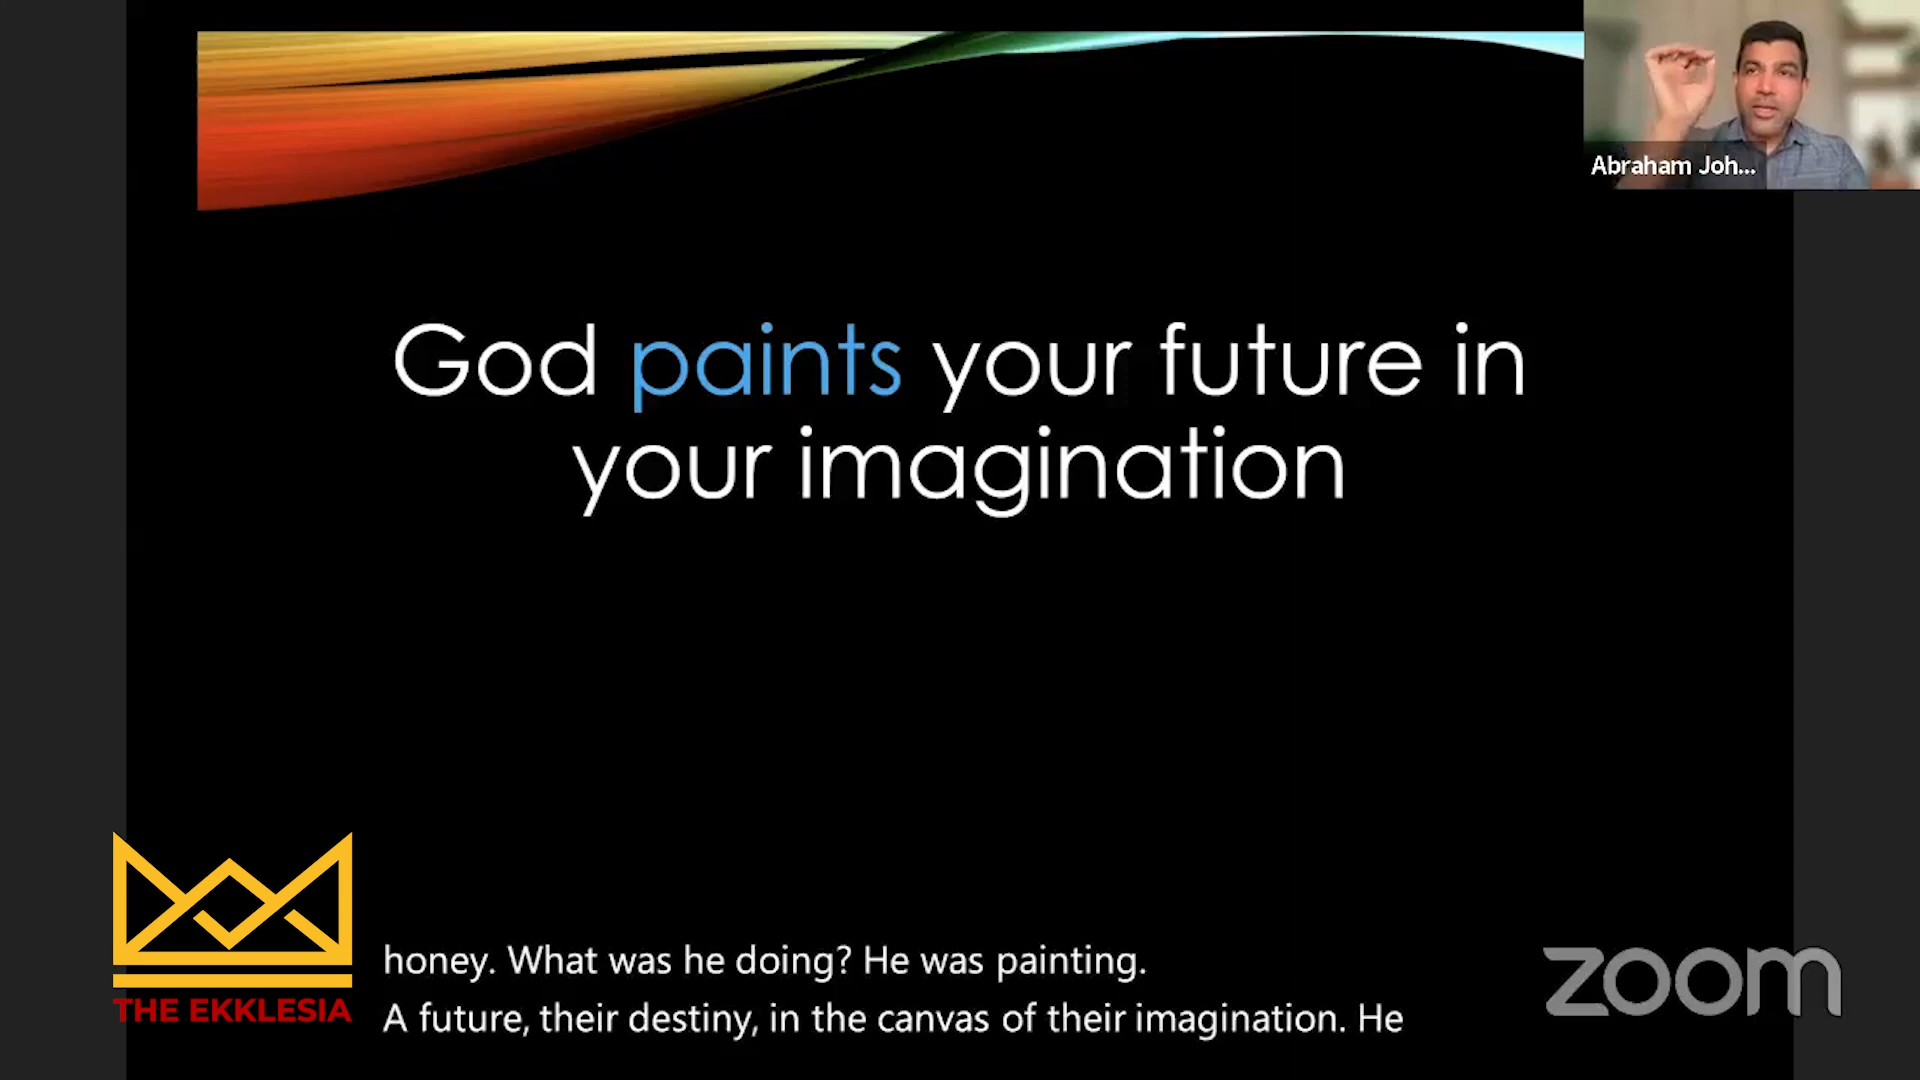 Abraham Joh...
God paints your future in
your imagination
honey. What was he doing? He was painting.
A future, their destiny, in the canvas of their imagination. He
THE EKKLESIA
zoom